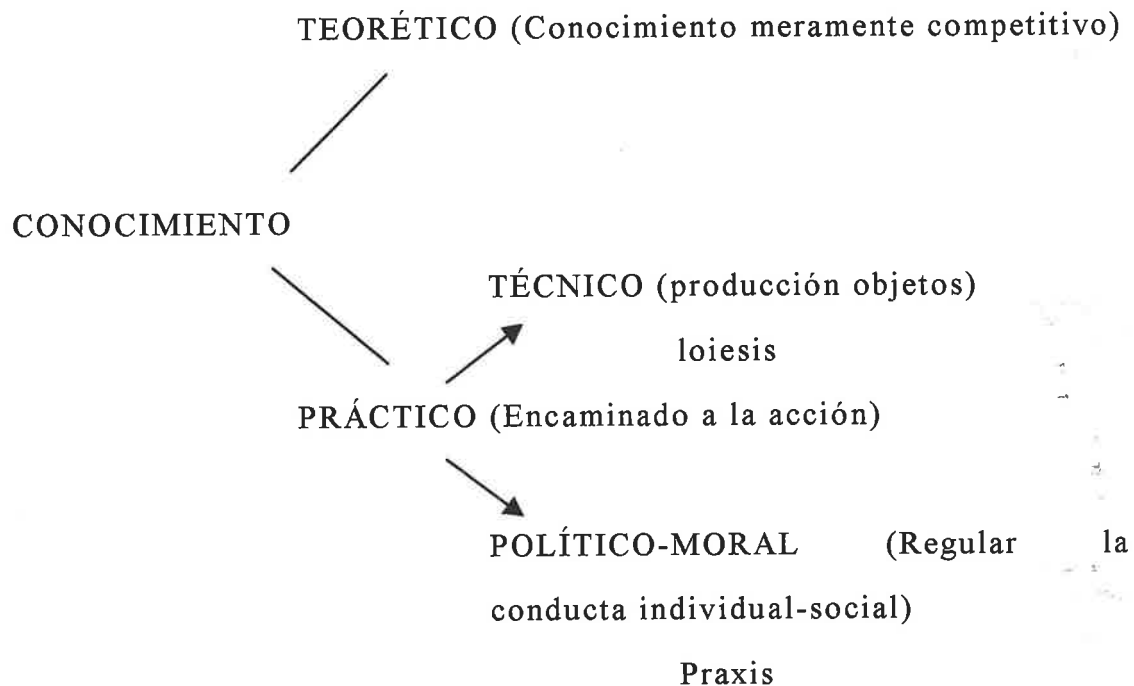 TEORÉTICO (Conocimiento meramente competitivo)
CONOCIMIENTO
TÉCNICO (producción objetos)
loiesis
PRÁCTICO (Encaminado a la acción)
POLÍTICO-MORAL (Regular la
conducta individual-social)
Praxis